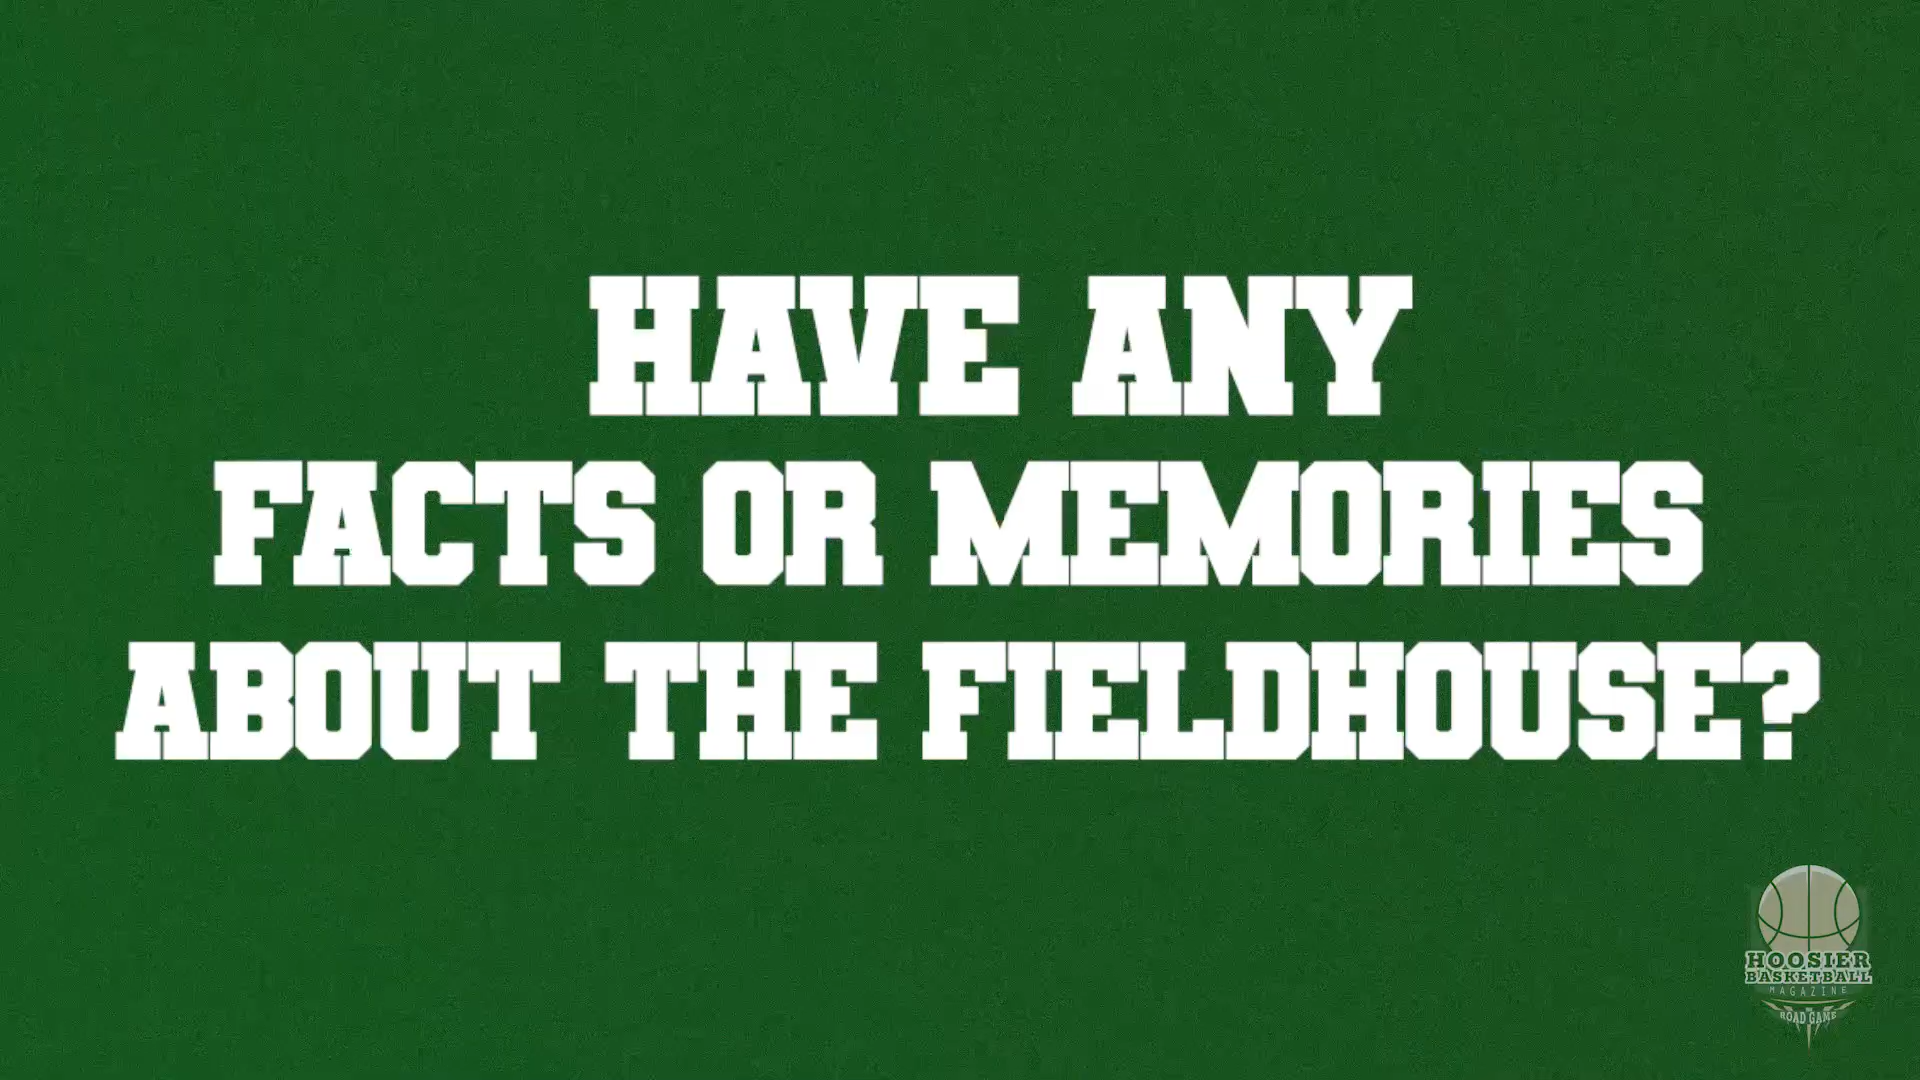 HAVE ANY
FACTS OR MEMORIES
ABOUT THE FIELDHOUSE?
HOOSIER
BASKETBALL
MAGAZINE
ROAD GAME